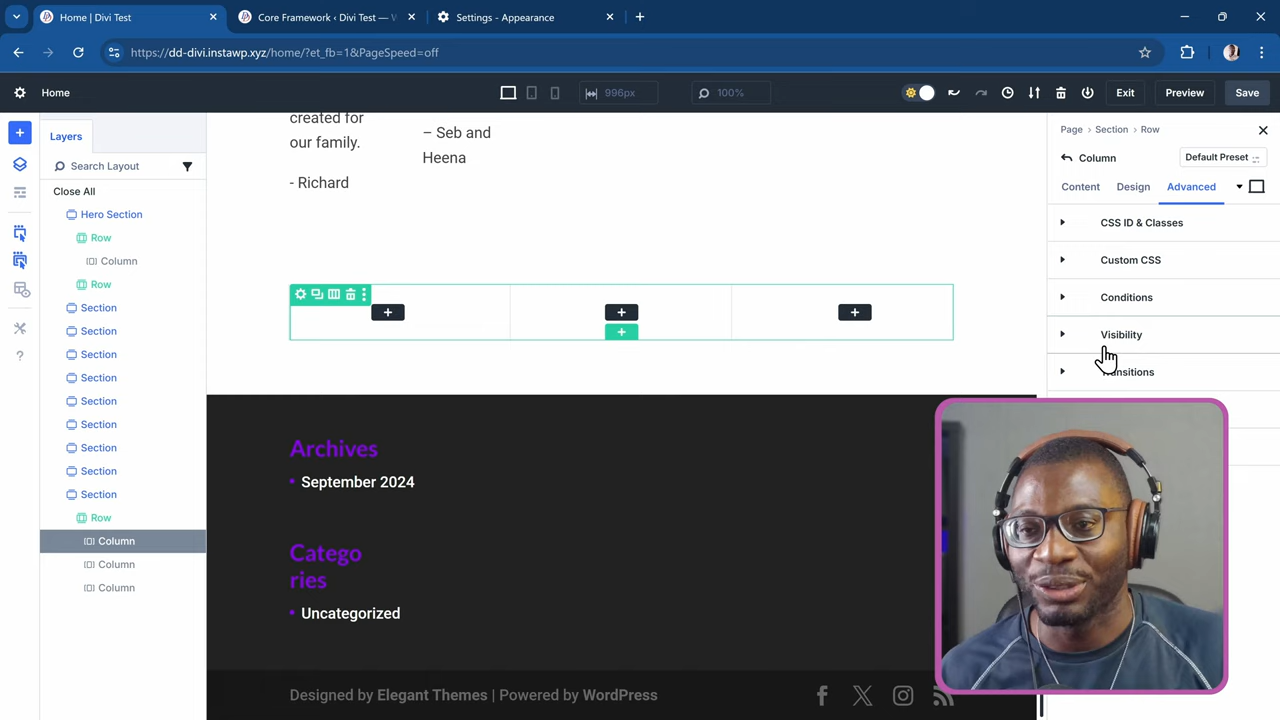 Home | Divi Test
Core Framework ‹ Divi Test —
Settings - Appearance
https://dd-divi.instawp.xyz/home/?et_fb=1&PageSpeed=off
Home
996px
100%
Exit
Preview
Save
Layers
Search Layout
Close All
Hero Section
Row
Column
Row
Section
Section
Section
Section
Section
Section
Section
Section
Section
Row
Column
Column
Column
created for
our family.
- Richard
– Seb and
Heena
Archives
• September 2024
Catego
ries
• Uncategorized
Designed by Elegant Themes | Powered by WordPress
Page › Section › Row
Column
Default Preset
Content
Design
Advanced
CSS ID & Classes
Custom CSS
Conditions
Visibility
Transitions